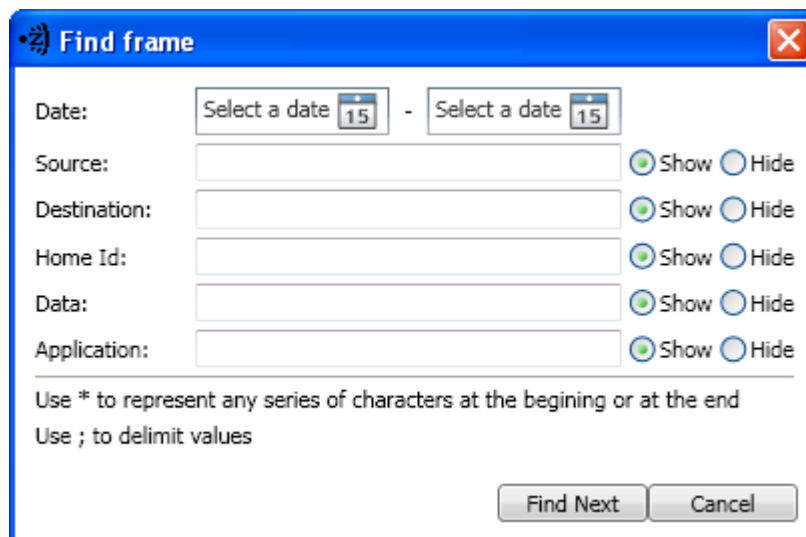 Find frame
Date: Select a date 15 - Select a date 15
Source: Show Hide
Destination: Show Hide
Home Id: Show Hide
Data: Show Hide
Application: Show Hide
Use * to represent any series of characters at the begining or at the end
Use ; to delimit values
Find Next Cancel